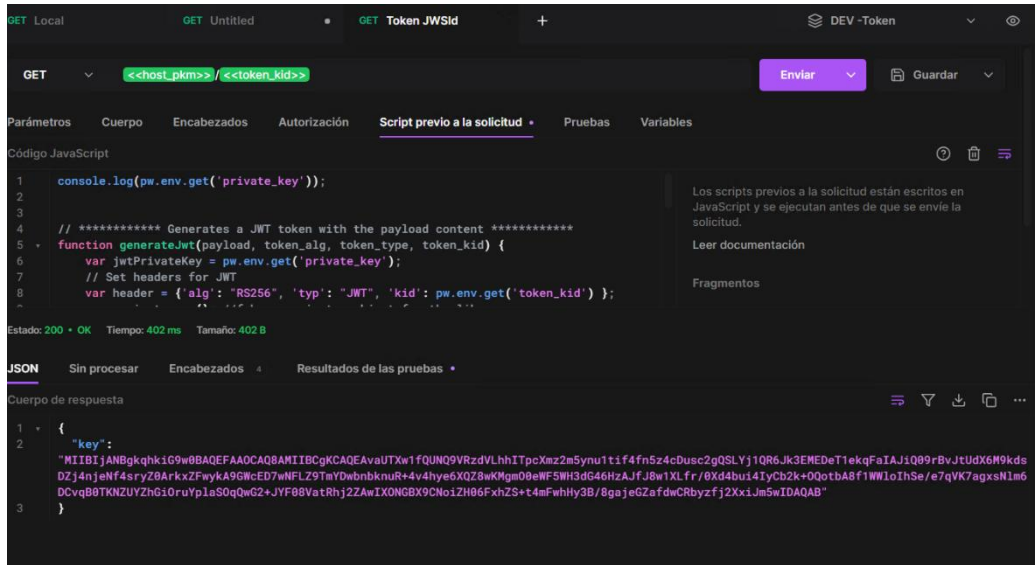 GET Local
GET Untitled
GET Token JWSId
+
DEV -Token
GET
<<host_pkm>>/<<token_kid>>
Enviar
Guardar
Parámetros Cuerpo Encabezados Autorización Script previo a la solicitud Pruebas Variables
Código JavaScript
1 console.log(pw.env.get('private_key'));
2
3
4 // ************ Generates a JWT token with the payload content ************
5 function generateJwt(payload, token_alg, token_type, token_kid) {
6 var jwtPrivateKey = pw.env.get('private_key');
7 // Set headers for JWT
8 var header = {'alg': "RS256", 'typ': "JWT", 'kid': pw.env.get('token_kid') };
Los scripts previos a la solicitud están escritos en
JavaScript y se ejecutan antes de que se envíe la
solicitud.
Leer documentación
Fragmentos
Estado: 200 • OK Tiempo: 402 ms Tamaño: 402 B
JSON Sin procesar Encabezados 4 Resultados de las pruebas
Cuerpo de respuesta
1 {
2 "key":
"MIIBIjANBgkqhkiG9w0BAQEFAAOCAQ8AMIIBCgKCAQEAvaUTXw1fQUNQ9VRzdVLhhITpcXmz2m5ynu1tif4fn5z4cDusc2gQSLYj1QR6Jk3EMEDeT1ekqFaIAJiQ09rBvJtUdX6M9kds
DZj4njeNf4sryZ0ArkxZFwykA9GWcED7wNFLZ9TmYDwbnbknuR+4v4hye6XQZ8wKMgmO0eWF5WH3dG46HzAJfJ8w1XLfr/0Xd4bui4IyCb2k+OQotbA8f1WWloIhSe/e7qVK7agxsNlm6
DCvqB0TKNZUYZhGiOruYplaSOqQwG2+JYF08VatRhj2ZAwIXONGBX9CNoiZH06FxhZS+t4mFwhHy3B/8gajeGZafdwCRbyzfj2XxiJm5wIDAQAB"
3 }